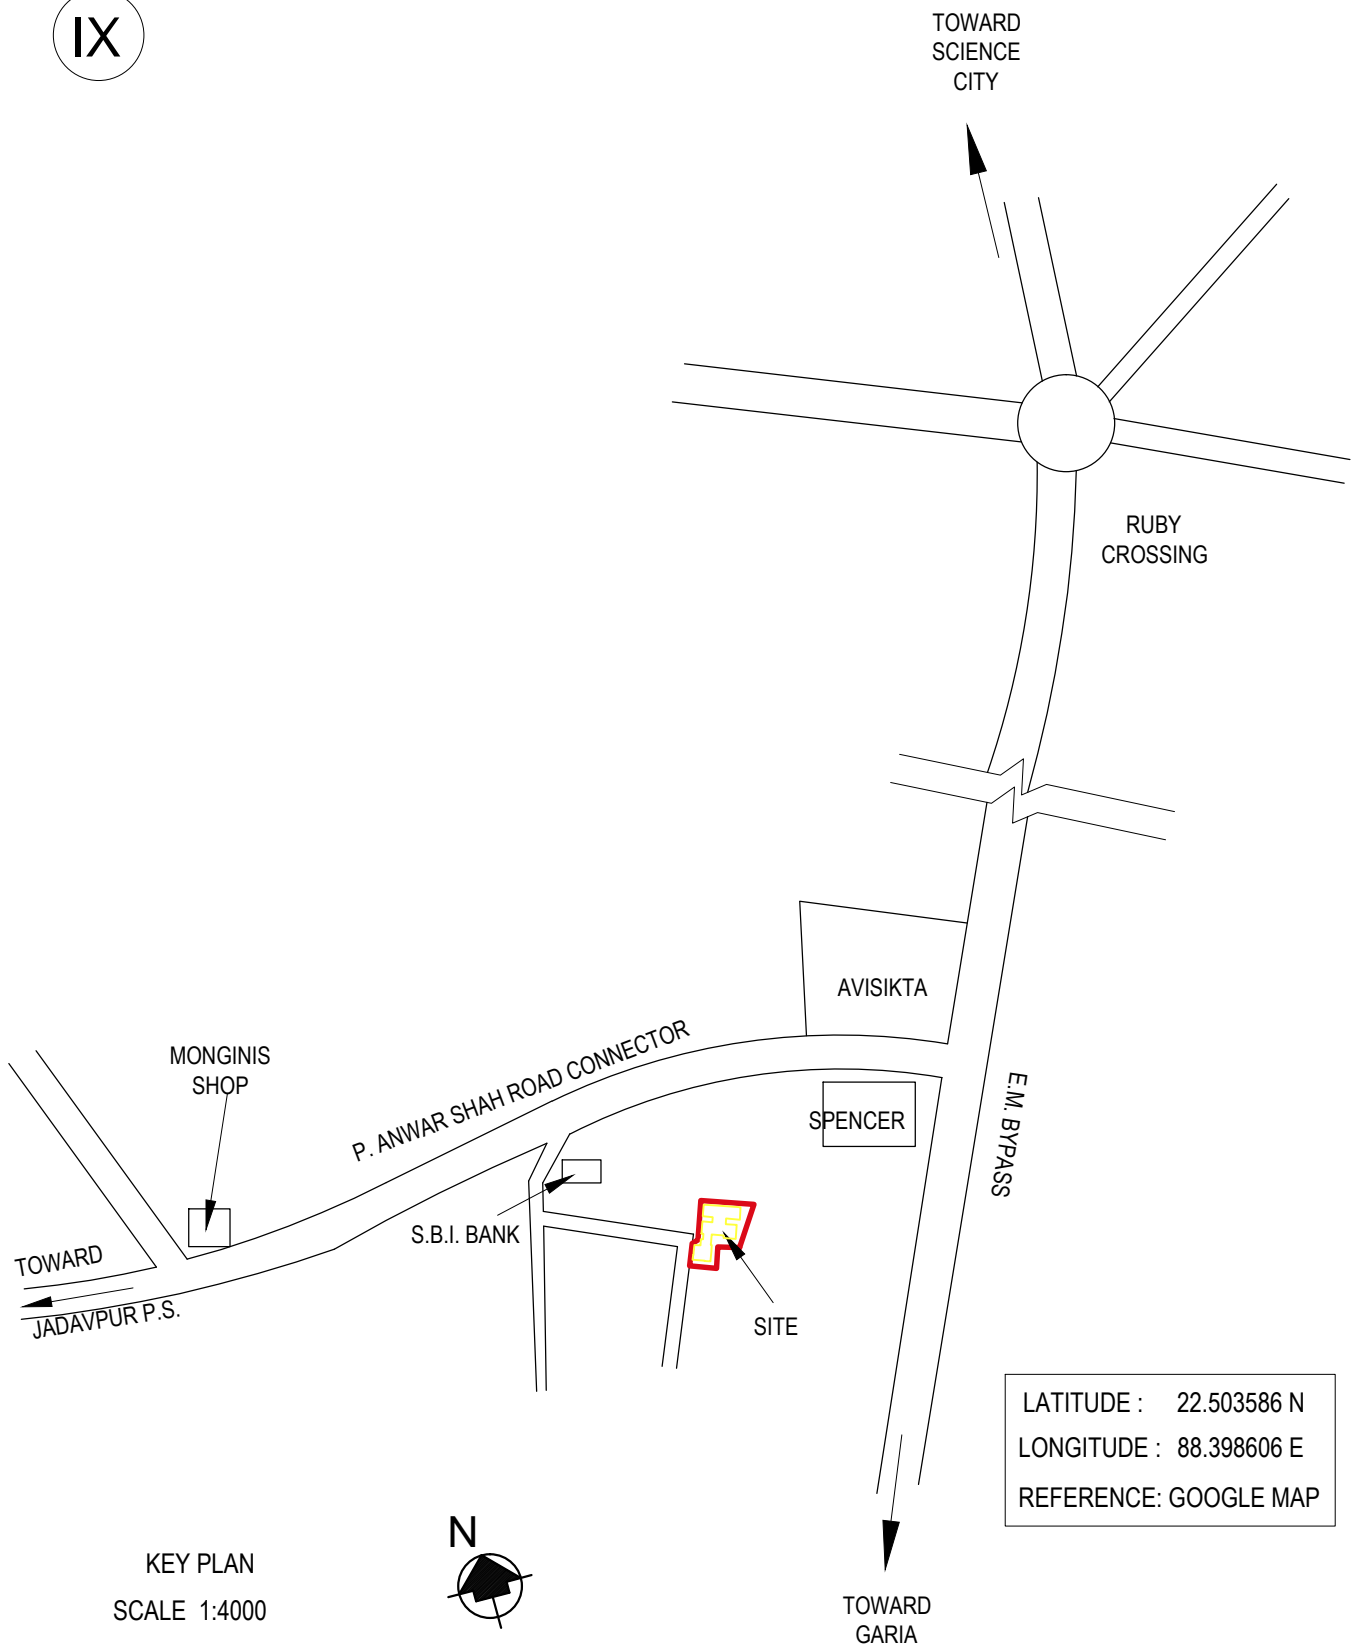 IX
TOWARD
SCIENCE
CITY
RUBY
CROSSING
AVISIKTA
P. ANWAR SHAH ROAD CONNECTOR
MONGINIS
SHOP
E.M. BYPASS
SPENCER
S.B.I. BANK
TOWARD
JADAVPUR P.S.
SITE
LATITUDE : 22.503586 N
LONGITUDE : 88.398606 E
REFERENCE: GOOGLE MAP
N
KEY PLAN
SCALE 1:4000
TOWARD
GARIA